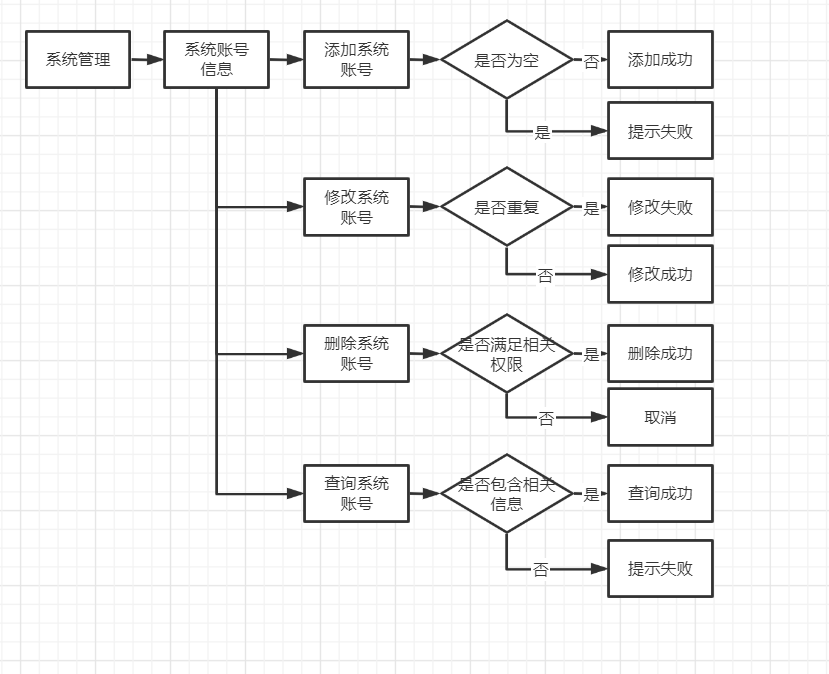 系统管理
系统账号
信息
添加系统
账号
是否为空
否
添加成功
是
提示失败
修改系统
账号
是否重复
是
修改失败
否
修改成功
删除系统
账号
是否满足相关
权限
是
删除成功
否
取消
查询系统
账号
是否包含相关
信息
是
查询成功
否
提示失败